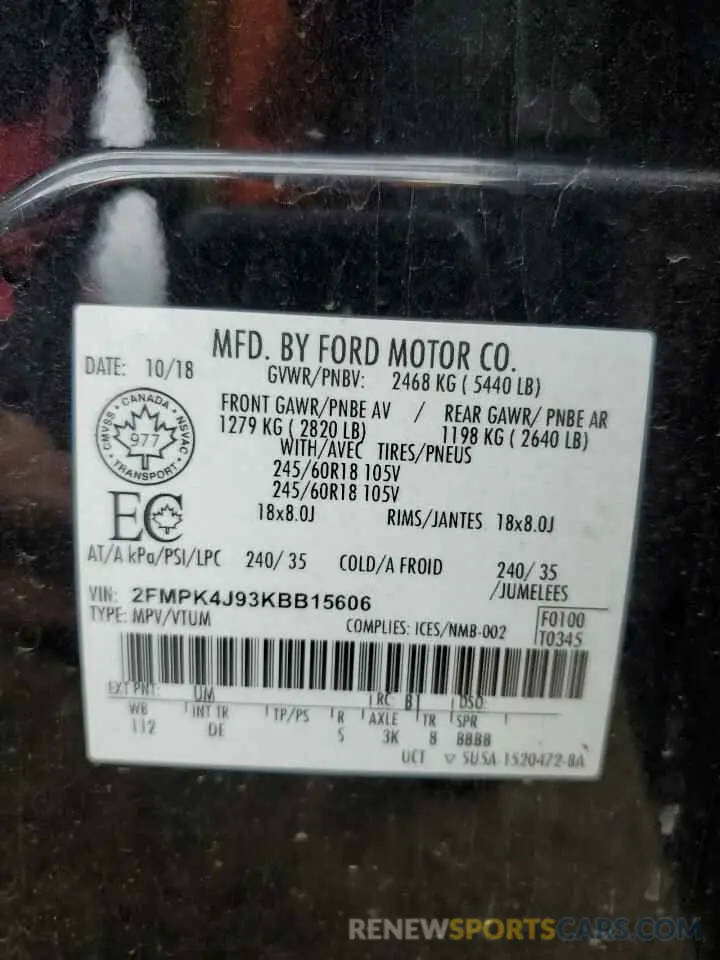 MFD. BY FORD MOTOR CO.
DATE: 10/18
GVWR/PNBV: 2468 KG ( 5440 LB)
FRONT GAWR/PNBE AV / REAR GAWR/ PNBE AR
1279 KG ( 2820 LB) 1198 KG ( 2640 LB)
WITH/AVEC TIRES/PNEUS
245/60R18 105V
245/60R18 105V
18x8.0J RIMS/JANTES 18x8.0J
CANADA
CMVSS 977 NSVAC
TRANSPORT
EC
AT/A kPa/PSI/LPC 240/ 35 COLD/A FROID 240/ 35
/JUMELEES
VIN: 2FMPK4J93KBB15606
TYPE: MPV/VTUM
COMPLIES: ICES/NMB-002
F0100
T0345
EXT PNT: UM RC: BT DSO:
WB INT TR TP/PS R AXLE TR SPR
112 DE 5 3K 8 BBBB
UCT ▽ 5U5A-1520472-BA
RENEWSPORTSCARS.COM